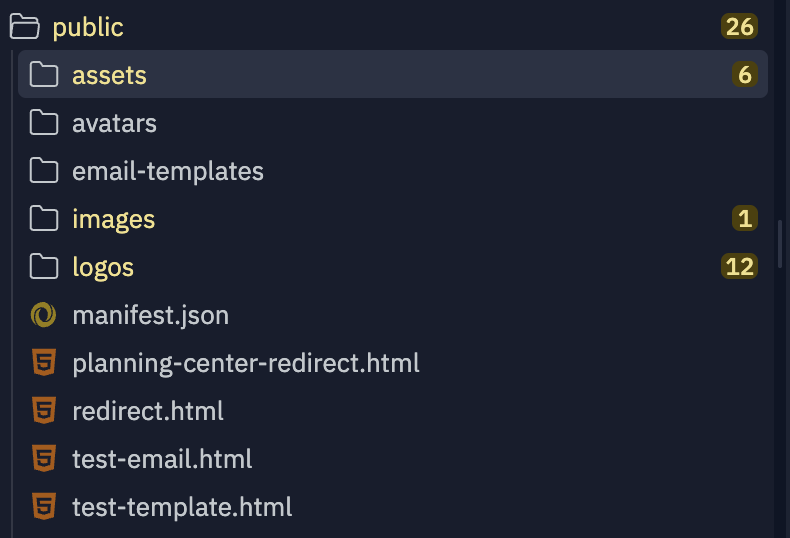 public 26
assets 6
avatars
email-templates
images 1
logos 12
manifest.json
planning-center-redirect.html
redirect.html
test-email.html
test-template.html